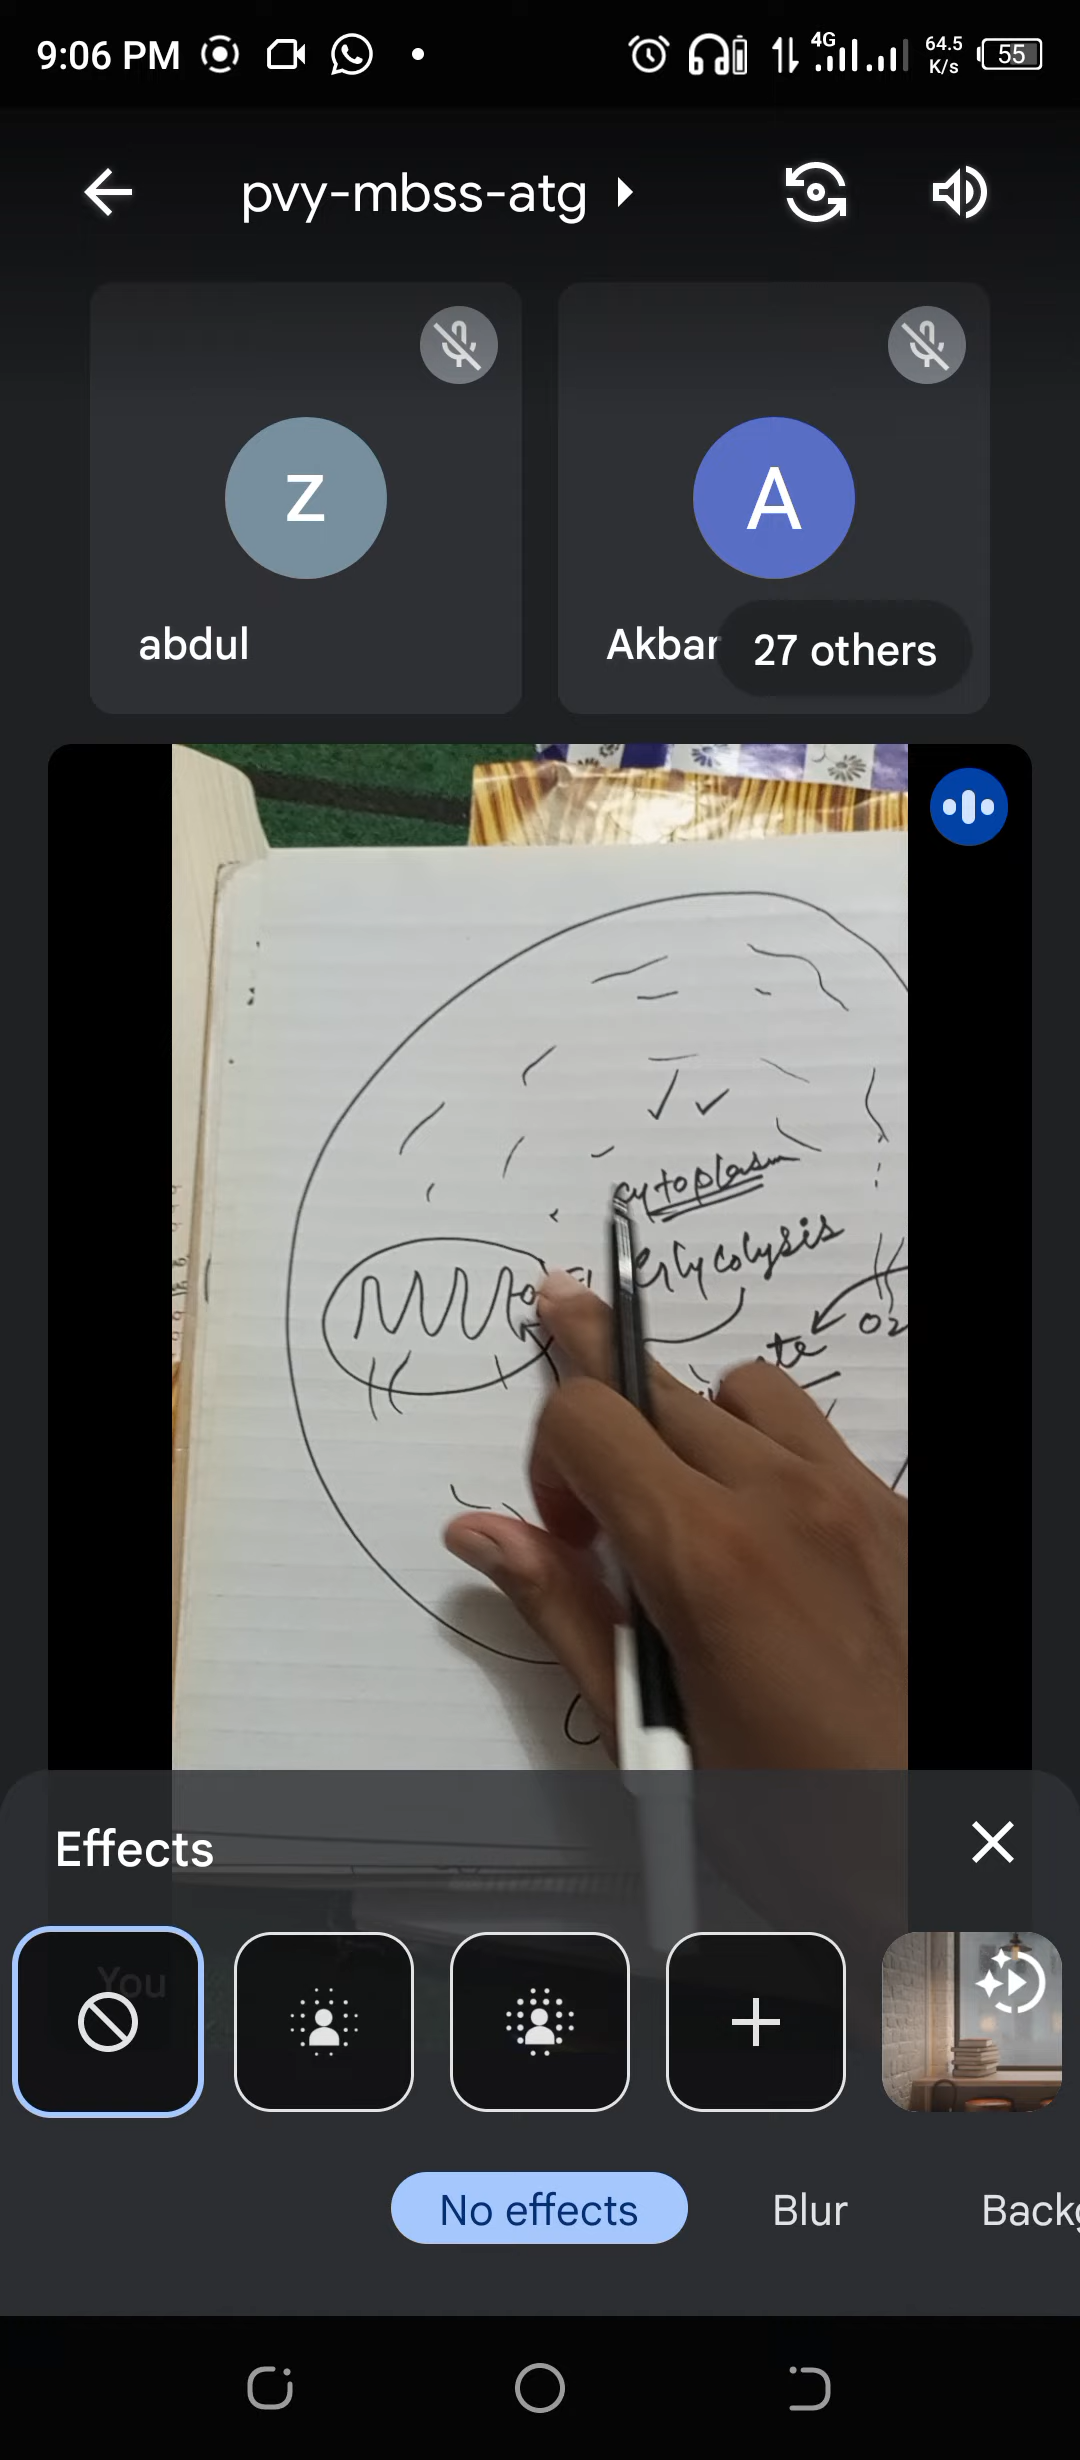 9:06 PM
4G
64.5
K/s
55
pvy-mbss-atg
z
abdul
A
Akbar
27 others
cytoplasm
Glycolysis
O2
Effects
You
No effects
Blur